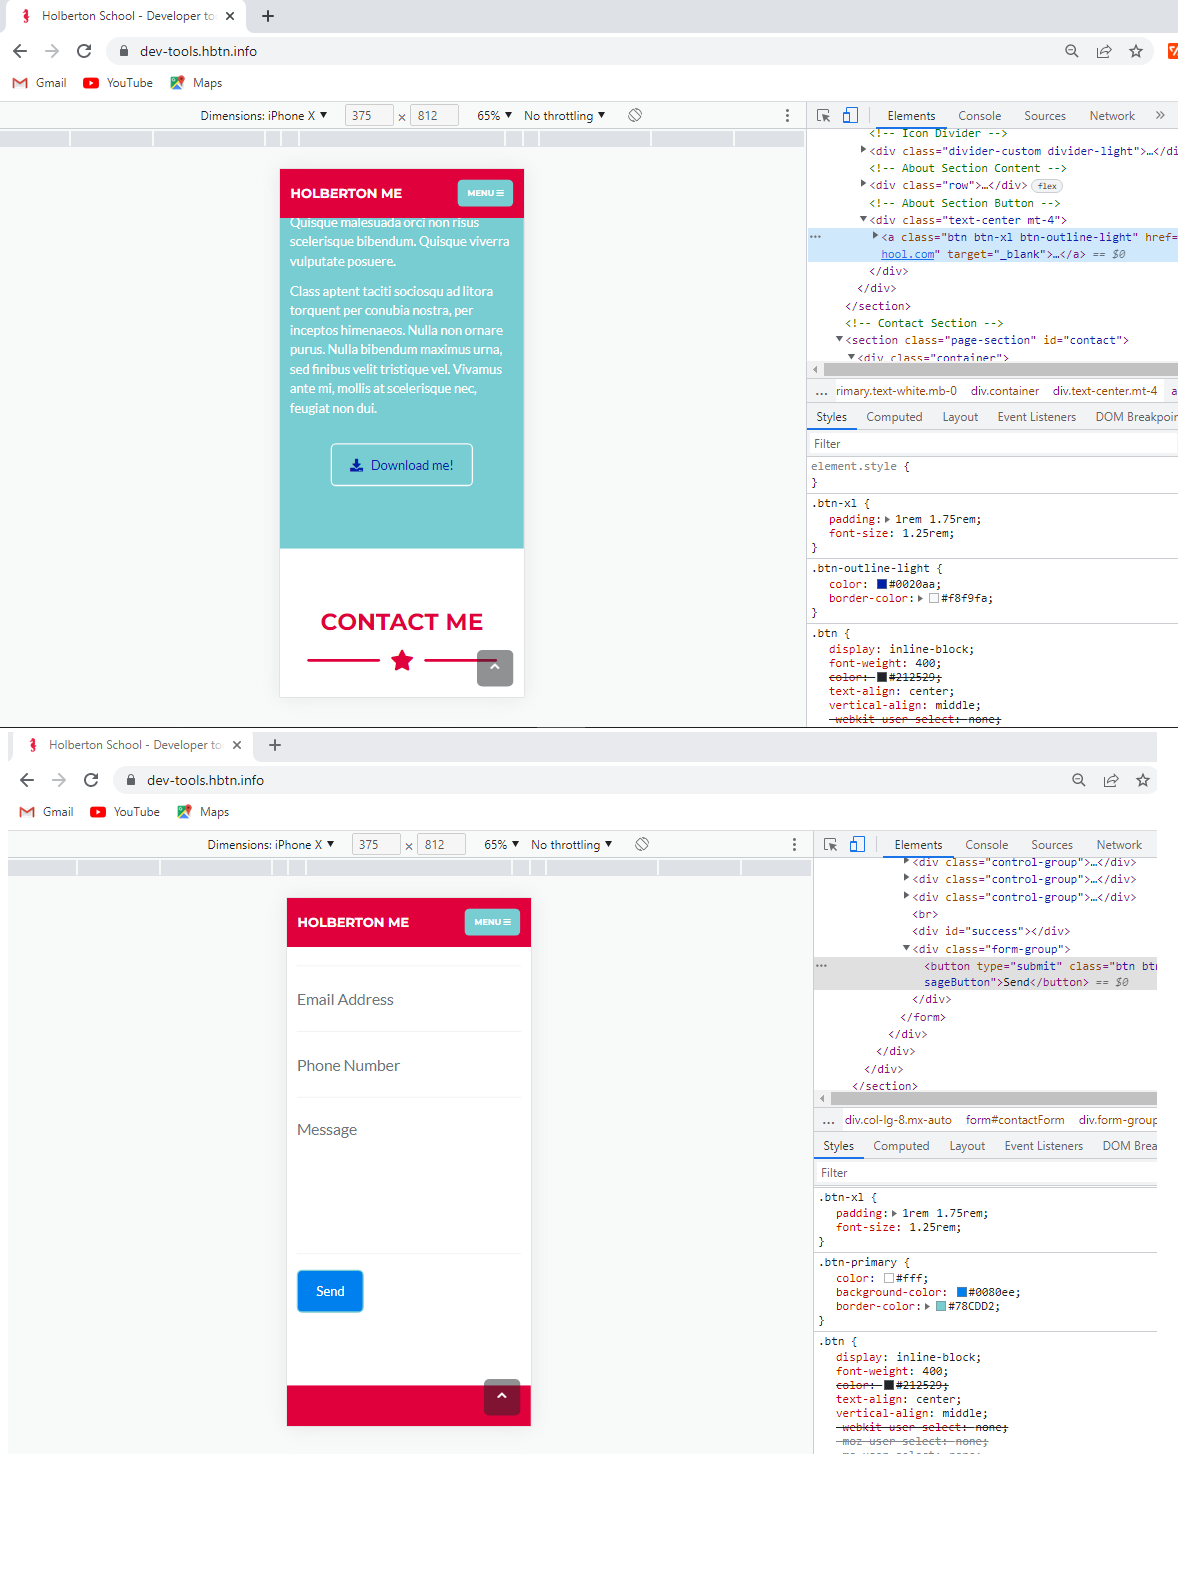 Holberton School - Developer to
dev-tools.hbtn.info
Gmail YouTube Maps
Dimensions: iPhone X 375 × 812 65% No throttling
Elements Console Sources Network »
HOLBERTON ME MENU
Quisque malesuada orci non risus
scelerisque bibendum. Quisque viverra
vulputate posuere.
Class aptent taciti sociosqu ad litora
torquent per conubia nostra, per
inceptos himenaeos. Nulla non ornare
purus. Nulla bibendum maximus urna,
sed finibus velit tristique vel. Vivamus
ante mi, mollis at scelerisque nec,
feugiat non dui.
Download me!
CONTACT ME
<!-- Icon Divider -->
<div class="divider-custom divider-light">…</di
<!-- About Section Content -->
<div class="row">…</div> flex
<!-- About Section Button -->
<div class="text-center mt-4">
<a class="btn btn-xl btn-outline-light" href=
hool.com" target="_blank">…</a> == $0
</div>
</div>
</section>
<!-- Contact Section -->
<section class="page-section" id="contact">
<div class="container">
... rimary.text-white.mb-0 div.container div.text-center.mt-4 a
Styles Computed Layout Event Listeners DOM Breakpoin
Filter
element.style {
}
.btn-xl {
padding: 1rem 1.75rem;
font-size: 1.25rem;
}
.btn-outline-light {
color: #0020aa;
border-color: #f8f9fa;
}
.btn {
display: inline-block;
font-weight: 400;
color: #212529;
text-align: center;
vertical-align: middle;
-webkit-user-select: none;
Holberton School - Developer to
dev-tools.hbtn.info
Gmail YouTube Maps
Dimensions: iPhone X 375 × 812 65% No throttling
Elements Console Sources Network
HOLBERTON ME MENU
Email Address
Phone Number
Message
Send
<div class="control-group">…</div>
<div class="control-group">…</div>
<div class="control-group">…</div>
<br>
<div id="success"></div>
<div class="form-group">
<button type="submit" class="btn btn
sageButton">Send</button> == $0
</div>
</form>
</div>
</div>
</div>
</section>
... div.col-lg-8.mx-auto form#contactForm div.form-group
Styles Computed Layout Event Listeners DOM Brea
Filter
.btn-xl {
padding: 1rem 1.75rem;
font-size: 1.25rem;
}
.btn-primary {
color: #fff;
background-color: #0080ee;
border-color: #78CDD2;
}
.btn {
display: inline-block;
font-weight: 400;
color: #212529;
text-align: center;
vertical-align: middle;
-webkit-user-select: none;
-moz-user-select: none;